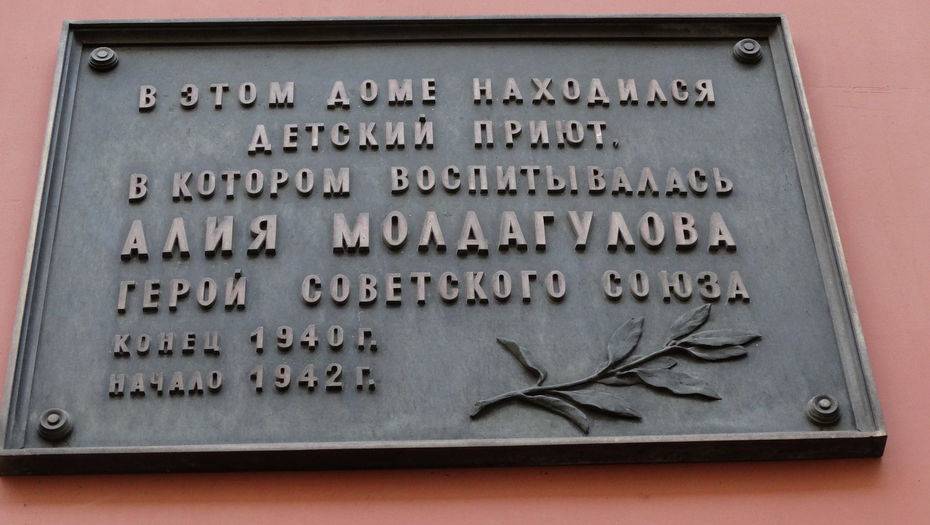 В ЭТОМ ДОМЕ НАХОДИЛСЯ
ДЕТСКИЙ ПРИЮТ,
В КОТОРОМ ВОСПИТЫВАЛАСЬ
АЛИЯ МОЛДАГУЛОВА
ГЕРОЙ СОВЕТСКОГО СОЮЗА
КОНЕЦ 1940 г.
НАЧАЛО 1942 г.